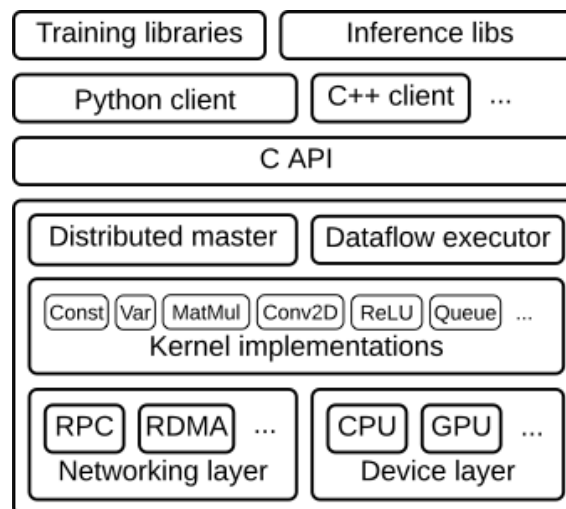 Training libraries Inference libs
Python client C++ client ...
C API
Distributed master Dataflow executor
Const Var MatMul Conv2D ReLU Queue ...
Kernel implementations
RPC RDMA ... CPU GPU ...
Networking layer Device layer